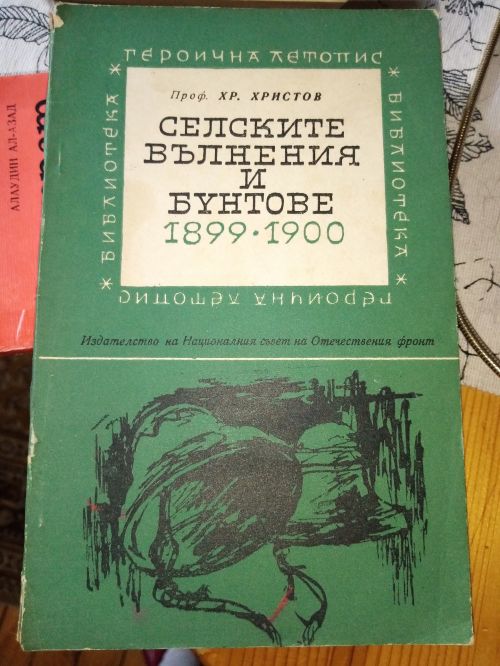 ГЕРОИЧНА ЛЕТОПИС
* БИБЛИОТЕКА *
Проф. ХР. ХРИСТОВ
СЕЛСКИТЕ
ВЪЛНЕНИЯ
И
БУНТОВЕ
1899 · 1900
* БИБЛИОТЕКА *
ГЕРОИЧНА ЛЕТОПИС
Издателство на Националния съвет на Отечествения фронт
АЛАУДИН АЛ-АЗАД